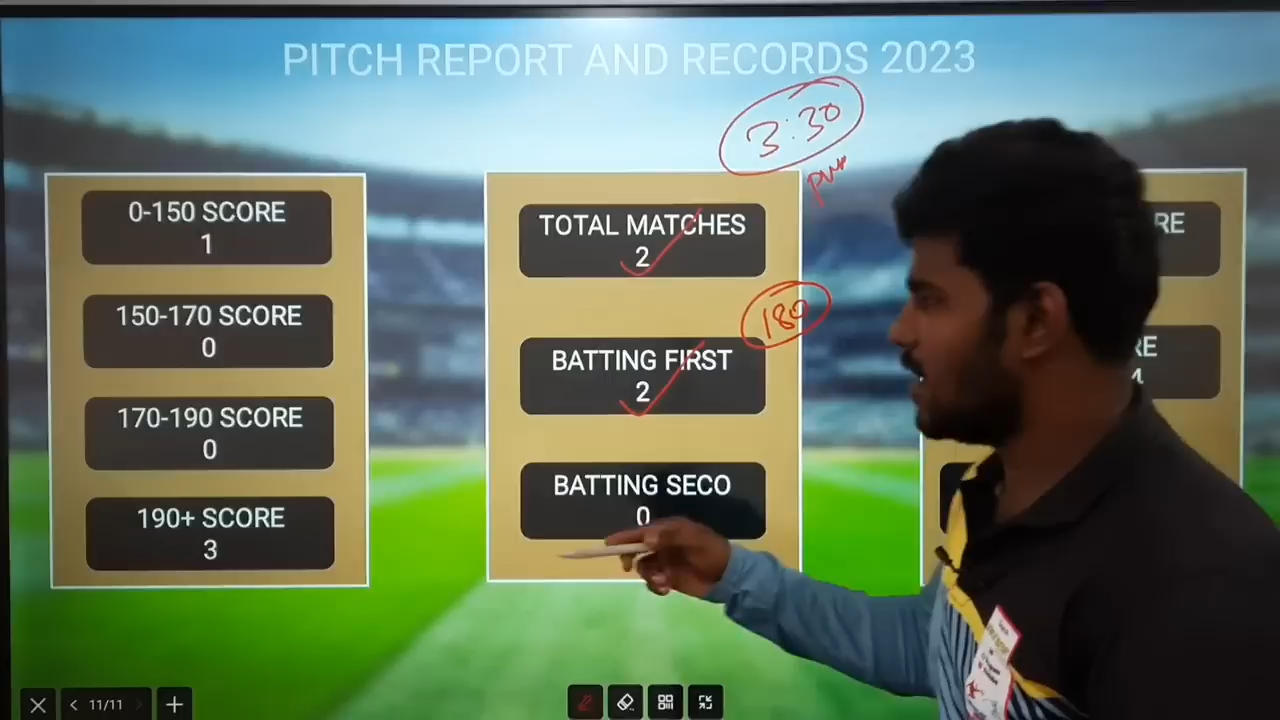 PITCH REPORT AND RECORDS 2023
3:30
0-150 SCORE
1
150-170 SCORE
0
170-190 SCORE
0
190+ SCORE
3
TOTAL MATCHES
2
180
BATTING FIRST
2
BATTING SECO
0
RE
RE
4
11/11